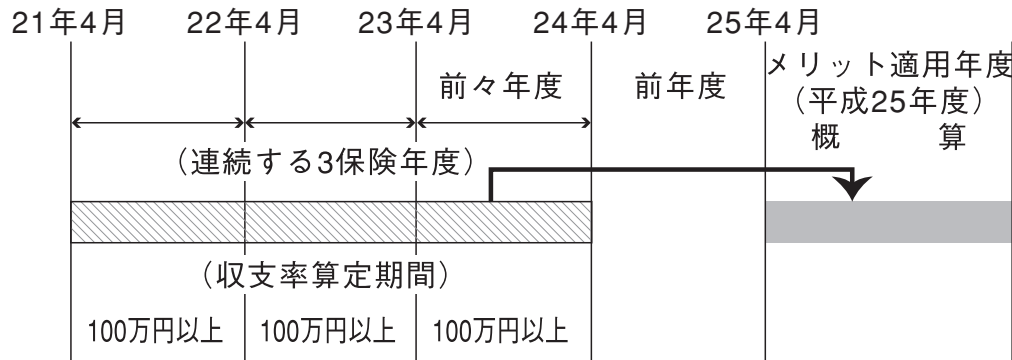 21年4月 22年4月 23年4月 24年4月 25年4月
メリット適用年度
前々年度 前年度
（平成25年度）
概 算
（連続する3保険年度）
（収支率算定期間）
100万円以上 100万円以上 100万円以上